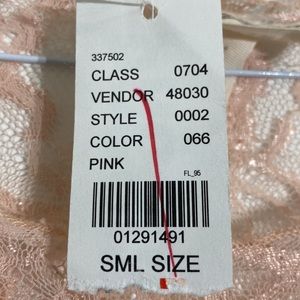 337502
CLASS 0704
VENDOR 48030
STYLE 0002
COLOR 066
PINK
FL_95
01291491
SML SIZE